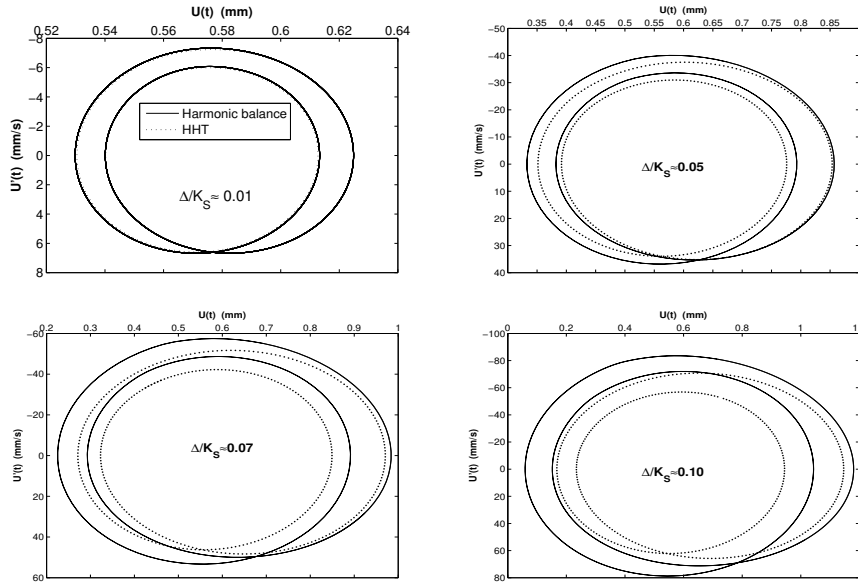 U(t) (mm)
0.52 0.54 0.56 0.58 0.6 0.62 0.64
−8
−6
−4
−2
0
2
4
6
8
U'(t) (mm/s)
Harmonic balance
HHT
Δ/K_S≈ 0.01
U(t) (mm)
0.35 0.4 0.45 0.5 0.55 0.6 0.65 0.7 0.75 0.8 0.85
−50
−40
−30
−20
−10
0
10
20
30
40
U'(t) (mm/s)
Δ/K_S≈0.05
U(t) (mm)
0.2 0.3 0.4 0.5 0.6 0.7 0.8 0.9 1
−60
−40
−20
0
20
40
60
U'(t) (mm/s)
Δ/K_S≈0.07
U(t) (mm)
0 0.2 0.4 0.6 0.8 1
−100
−80
−60
−40
−20
0
20
40
60
80
U'(t) (mm/s)
Δ/K_S≈0.10